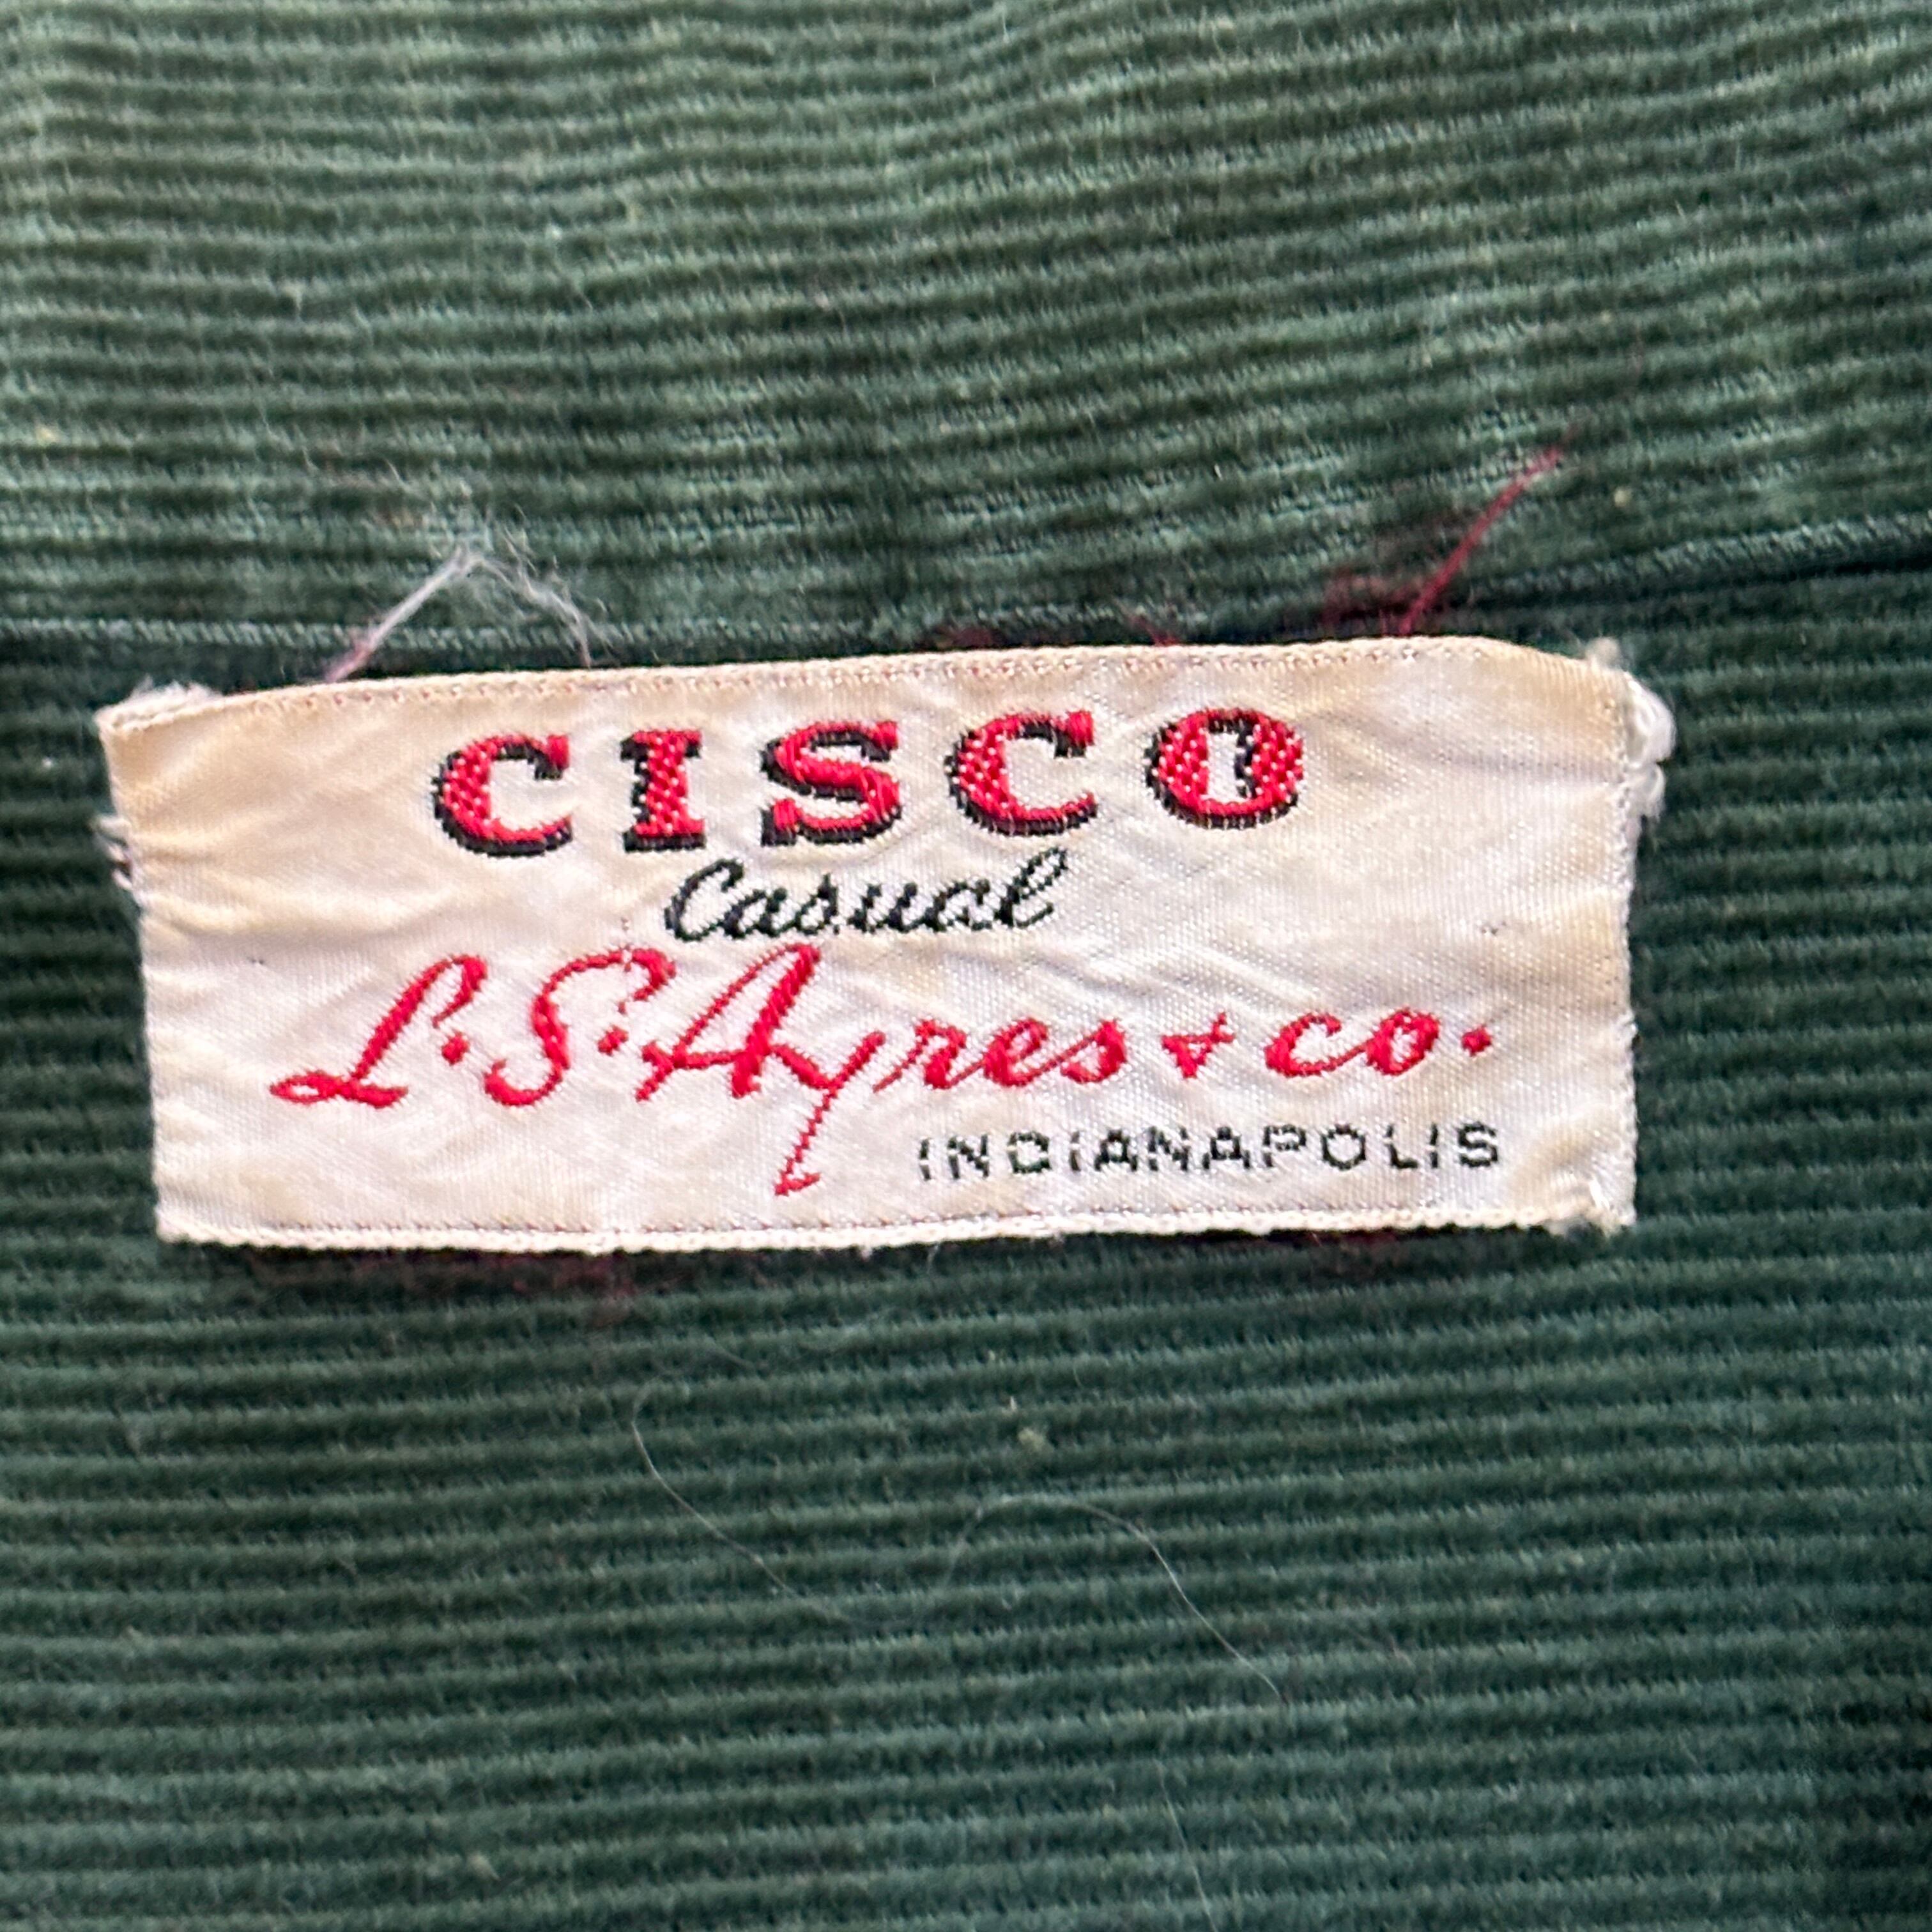 CISCO
Casual
L.S. Ayres & co.
INDIANAPOLIS